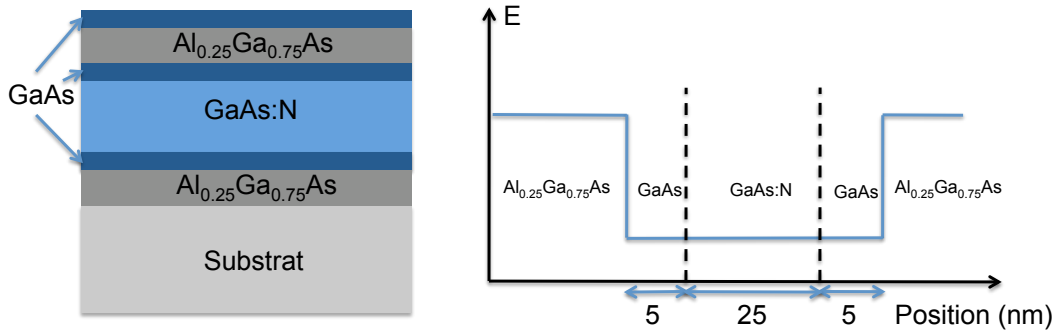 Al0.25Ga0.75As
GaAs
GaAs:N
Al0.25Ga0.75As
Substrat
E
Al0.25Ga0.75As
GaAs
GaAs:N
GaAs
Al0.25Ga0.75As
5
25
5
Position (nm)